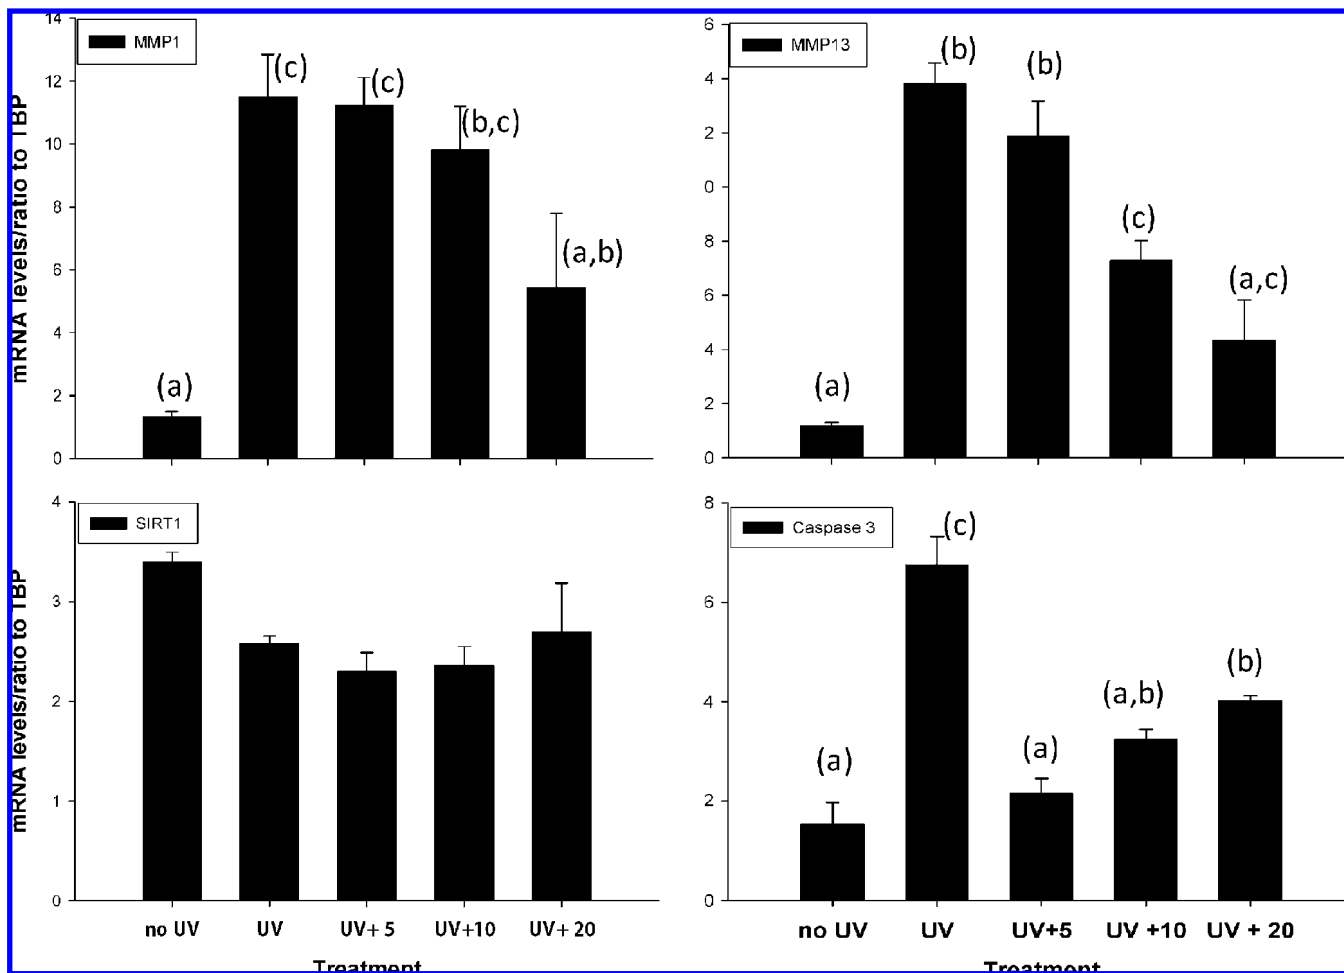 mRNA levels/ratio to TBP
14
12
10
8
6
4
2
0
MMP1
(a)
(c)
(c)
(b,c)
(a,b)
6
4
2
0
8
6
4
2
0
MMP13
(a)
(b)
(b)
(c)
(a,c)
mRNA levels/ratio to TBP
4
3
2
1
0
SIRT1
no UV UV UV+ 5 UV+10 UV+ 20
Treatment
8
6
4
2
0
Caspase 3
(a)
(c)
(a)
(a,b)
(b)
no UV UV UV+5 UV +10 UV + 20
Treatment